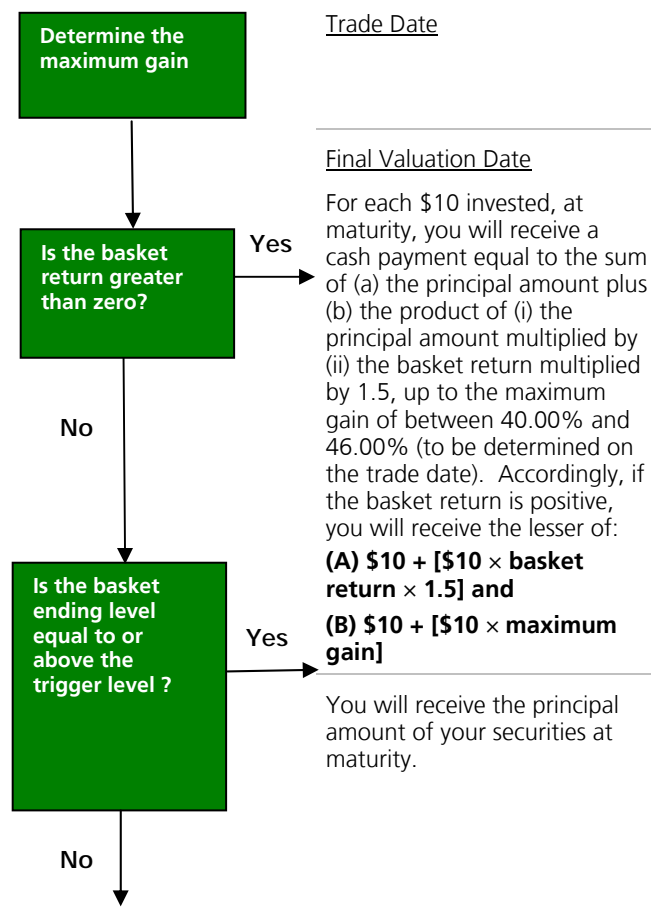 Determine the
maximum gain
Trade Date
Final Valuation Date
Is the basket
return greater
than zero?
Yes
For each $10 invested, at
maturity, you will receive a
cash payment equal to the sum
of (a) the principal amount plus
(b) the product of (i) the
principal amount multiplied by
(ii) the basket return multiplied
by 1.5, up to the maximum
gain of between 40.00% and
46.00% (to be determined on
the trade date).  Accordingly, if
the basket return is positive,
you will receive the lesser of:
(A) $10 + [$10 × basket
return × 1.5] and
(B) $10 + [$10 × maximum
gain]
No
Is the basket
ending level
equal to or
above the
trigger level ?
Yes
You will receive the principal
amount of your securities at
maturity.
No